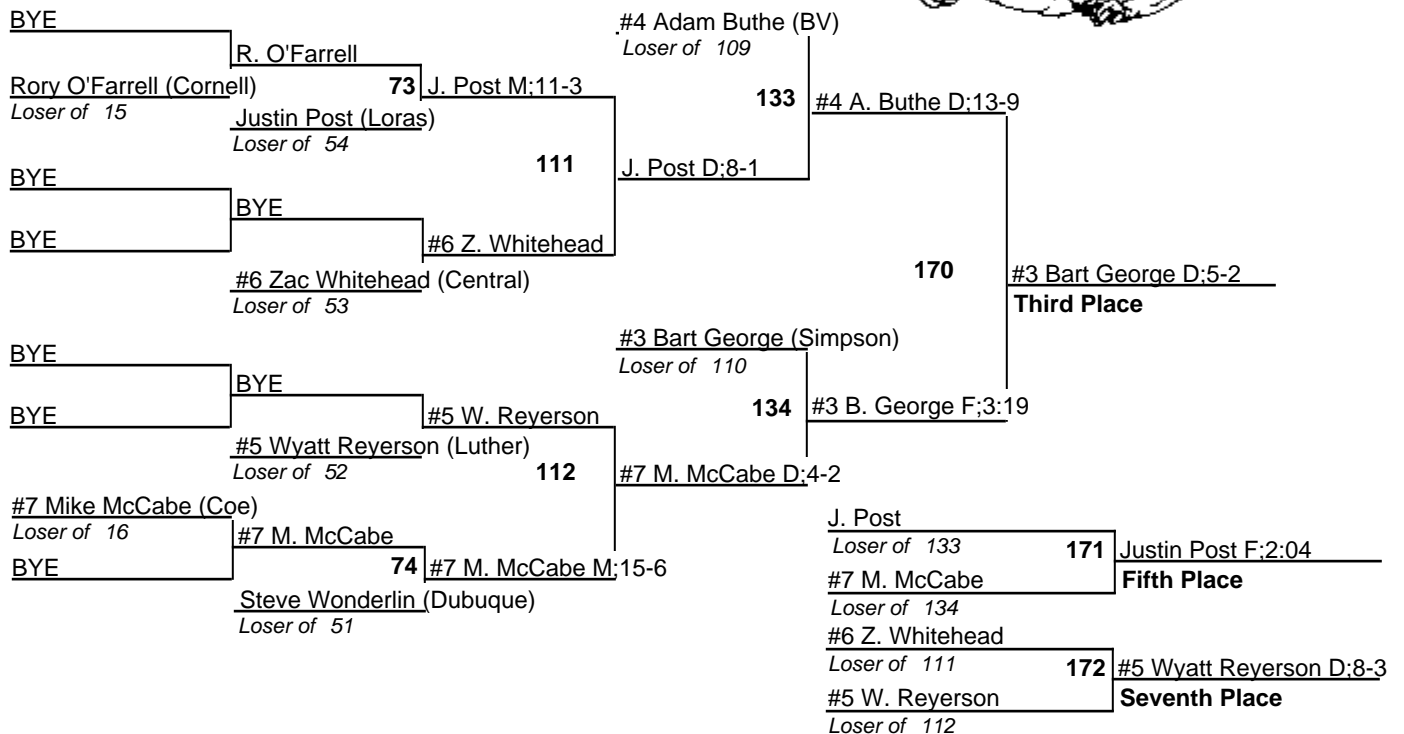 BYE
#4 Adam Buthe (BV)
Loser of 109
R. O'Farrell
Rory O'Farrell (Cornell)
Loser of 15
73
J. Post M;11-3
133
#4 A. Buthe D;13-9
Justin Post (Loras)
Loser of 54
111
J. Post D;8-1
BYE
BYE
BYE
#6 Z. Whitehead
#6 Zac Whitehead (Central)
Loser of 53
170
#3 Bart George D;5-2
Third Place
#3 Bart George (Simpson)
Loser of 110
BYE
BYE
BYE
#5 W. Reyerson
134
#3 B. George F;3:19
#5 Wyatt Reyerson (Luther)
Loser of 52
112
#7 M. McCabe D;4-2
#7 Mike McCabe (Coe)
Loser of 16
#7 M. McCabe
BYE
74
#7 M. McCabe M;15-6
Steve Wonderlin (Dubuque)
Loser of 51
J. Post
Loser of 133
171
Justin Post F;2:04
Fifth Place
#7 M. McCabe
Loser of 134
#6 Z. Whitehead
Loser of 111
172
#5 Wyatt Reyerson D;8-3
Seventh Place
#5 W. Reyerson
Loser of 112